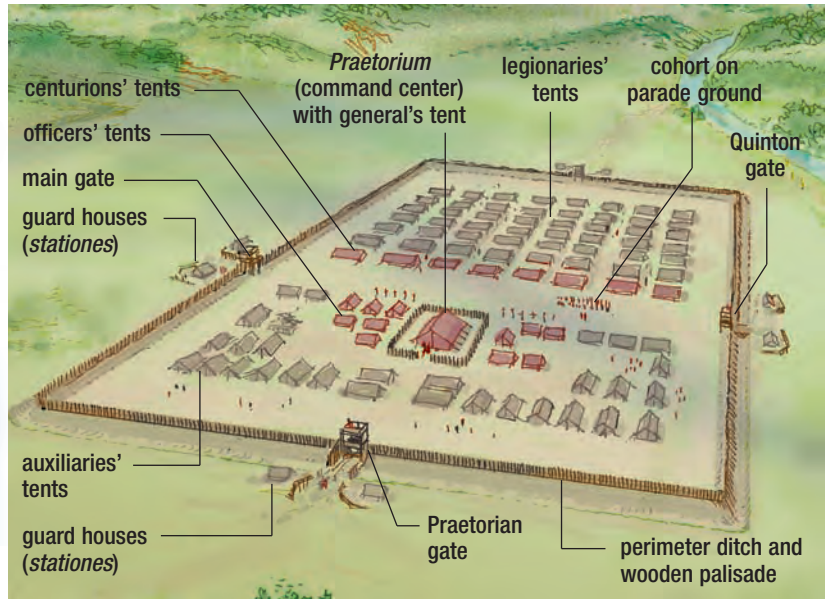 centurions' tents
officers' tents
main gate
guard houses
(stationes)
Praetorium
(command center)
with general's tent
legionaries'
tents
cohort on
parade ground
Quinton
gate
auxiliaries'
tents
guard houses
(stationes)
Praetorian
gate
perimeter ditch and
wooden palisade